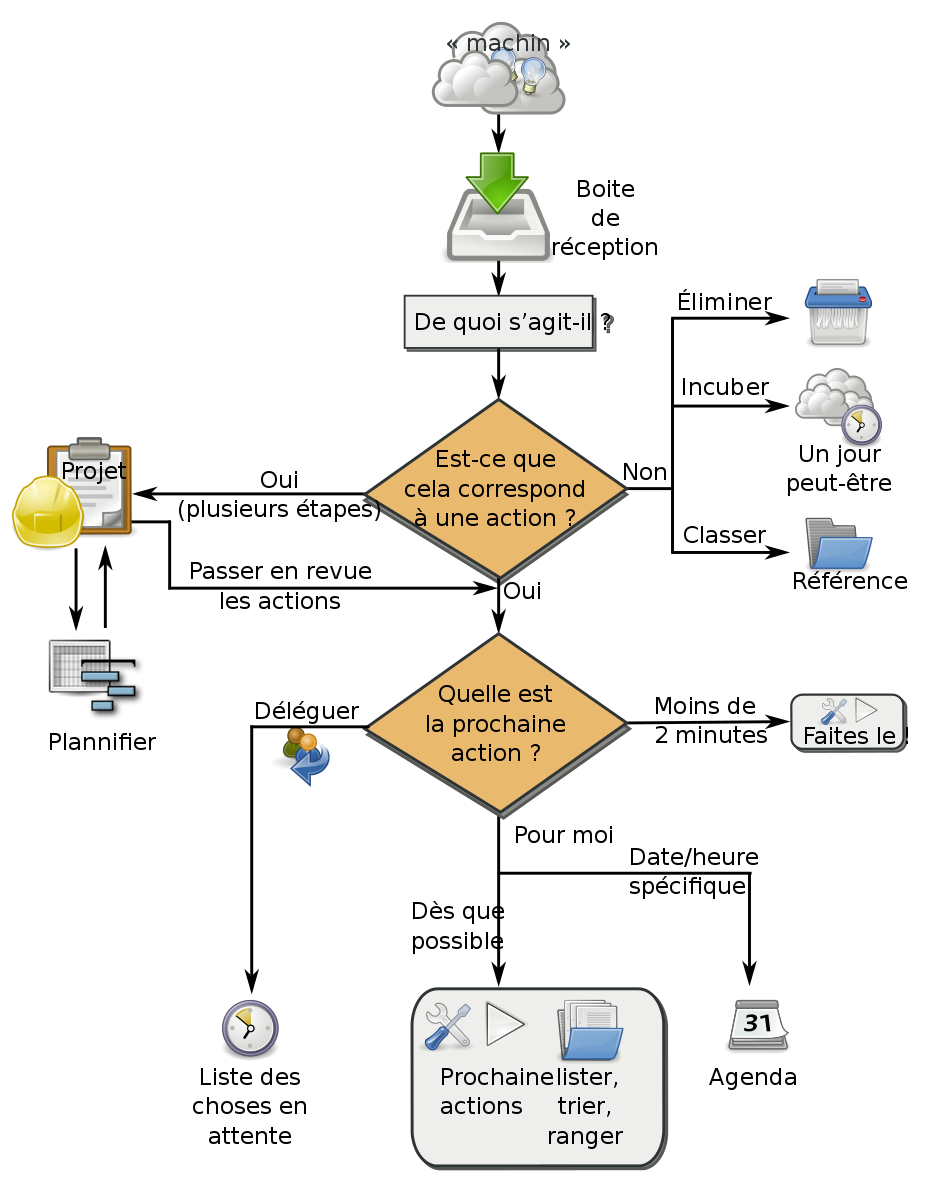 « machin »
Boite
de
réception
De quoi s’agit-il ?
Éliminer
Incuber
Un jour
peut-être
Non
Classer
Référence
Est-ce que
cela correspond
à une action ?
Projet
Oui
(plusieurs étapes)
Passer en revue
les actions
Oui
Plannifier
Quelle est
la prochaine
action ?
Déléguer
Moins de
2 minutes
Faites le !
Pour moi
Date/heure
spécifique
Dès que
possible
31
Liste des
choses en
attente
Prochaine
actions
lister,
trier,
ranger
Agenda